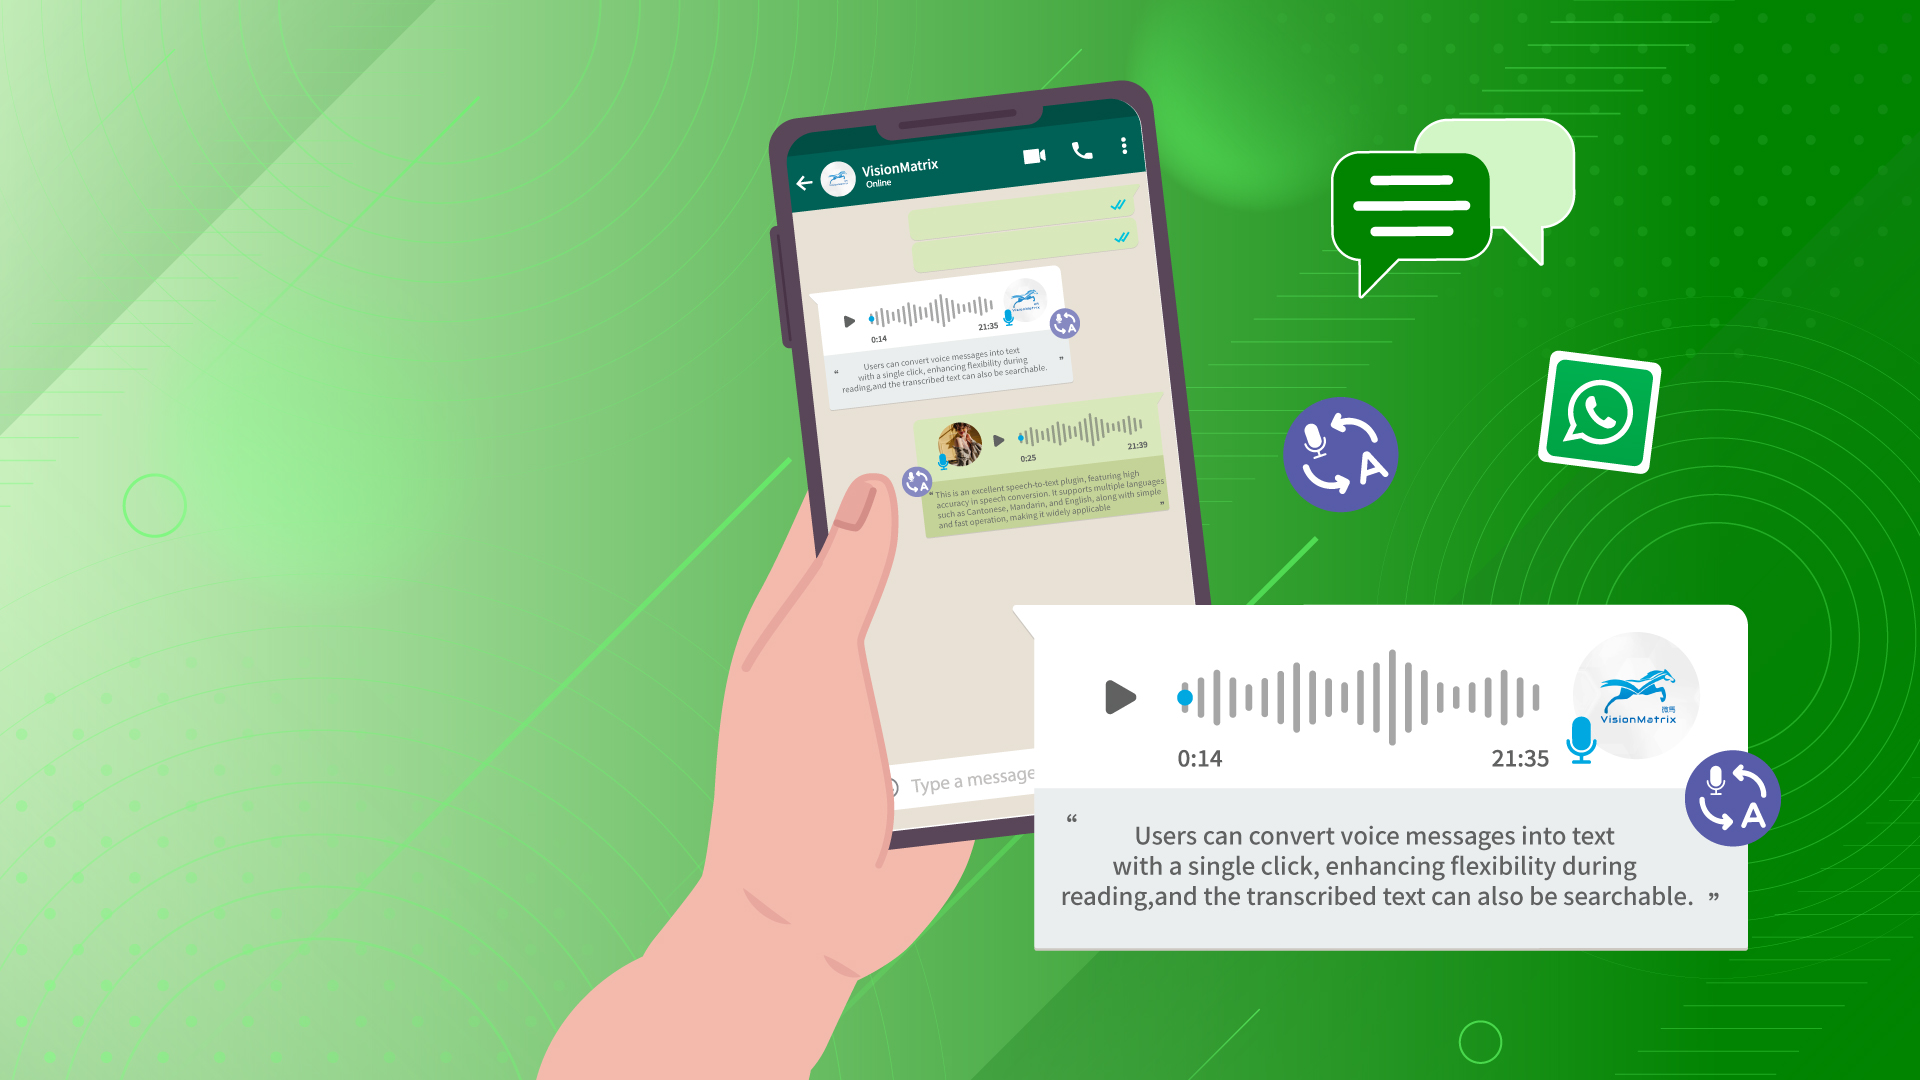 VisionMatrix
Online
0:14
21:35
VisionMatrix
“ Users can convert voice messages into text
with a single click, enhancing flexibility during
reading,and the transcribed text can also be searchable. ”
A
0:25
21:39
A
“ This is an excellent speech-to-text plugin, featuring high
accuracy in speech conversion. It supports multiple languages
such as Cantonese, Mandarin, and English, along with simple
and fast operation, making it widely applicable ”
Type a message
A
0:14
21:35
微馬
VisionMatrix
A
“ Users can convert voice messages into text
with a single click, enhancing flexibility during
reading,and the transcribed text can also be searchable. ”